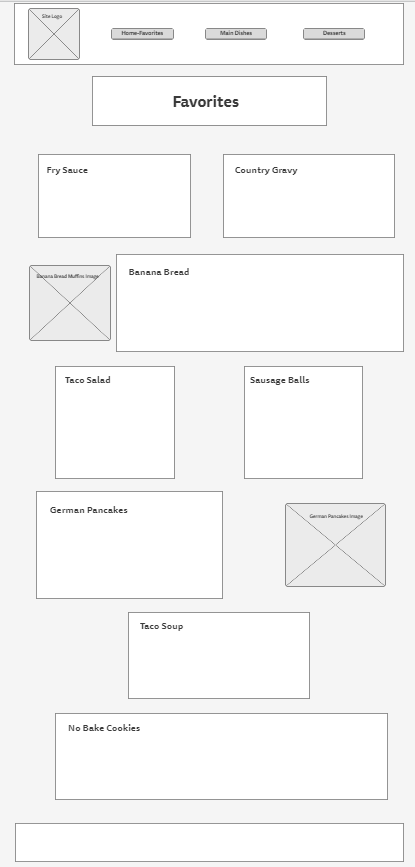 Site Logo
Home-Favorites
Main Dishes
Desserts
Favorites
Fry Sauce
Country Gravy
Banana Bread Muffins Image
Banana Bread
Taco Salad
Sausage Balls
German Pancakes
German Pancakes Image
Taco Soup
No Bake Cookies